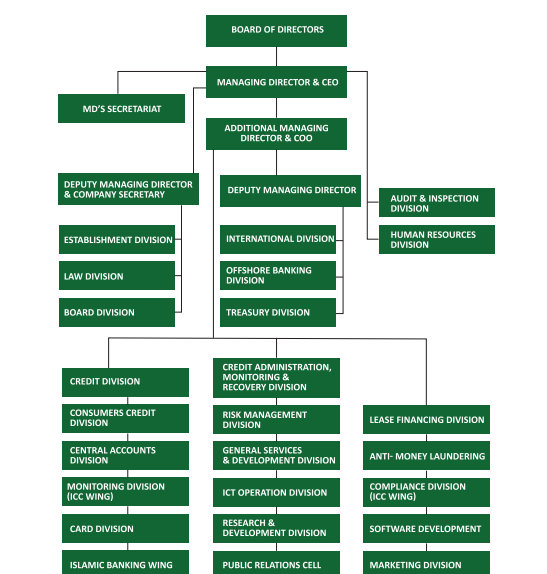 BOARD OF DIRECTORS
MANAGING DIRECTOR & CEO
MD'S SECRETARIAT
ADDITIONAL MANAGING
DIRECTOR & COO
DEPUTY MANAGING DIRECTOR
& COMPANY SECRETARY
ESTABLISHMENT DIVISION
LAW DIVISION
BOARD DIVISION
DEPUTY MANAGING DIRECTOR
INTERNATIONAL DIVISION
OFFSHORE BANKING
DIVISION
TREASURY DIVISION
AUDIT & INSPECTION
DIVISION
HUMAN RESOURCES
DIVISION
CREDIT DIVISION
CONSUMERS CREDIT
DIVISION
CENTRAL ACCOUNTS
DIVISION
MONITORING DIVISION
(ICC WING)
CARD DIVISION
ISLAMIC BANKING WING
CREDIT ADMINISTRATION,
MONITORING &
RECOVERY DIVISION
RISK MANAGEMENT
DIVISION
GENERAL SERVICES
& DEVELOPMENT DIVISION
ICT OPERATION DIVISION
RESEARCH &
DEVELOPMENT DIVISION
PUBLIC RELATIONS CELL
LEASE FINANCING DIVISION
ANTI- MONEY LAUNDERING
COMPLIANCE DIVISION
(ICC WING)
SOFTWARE DEVELOPMENT
MARKETING DIVISION